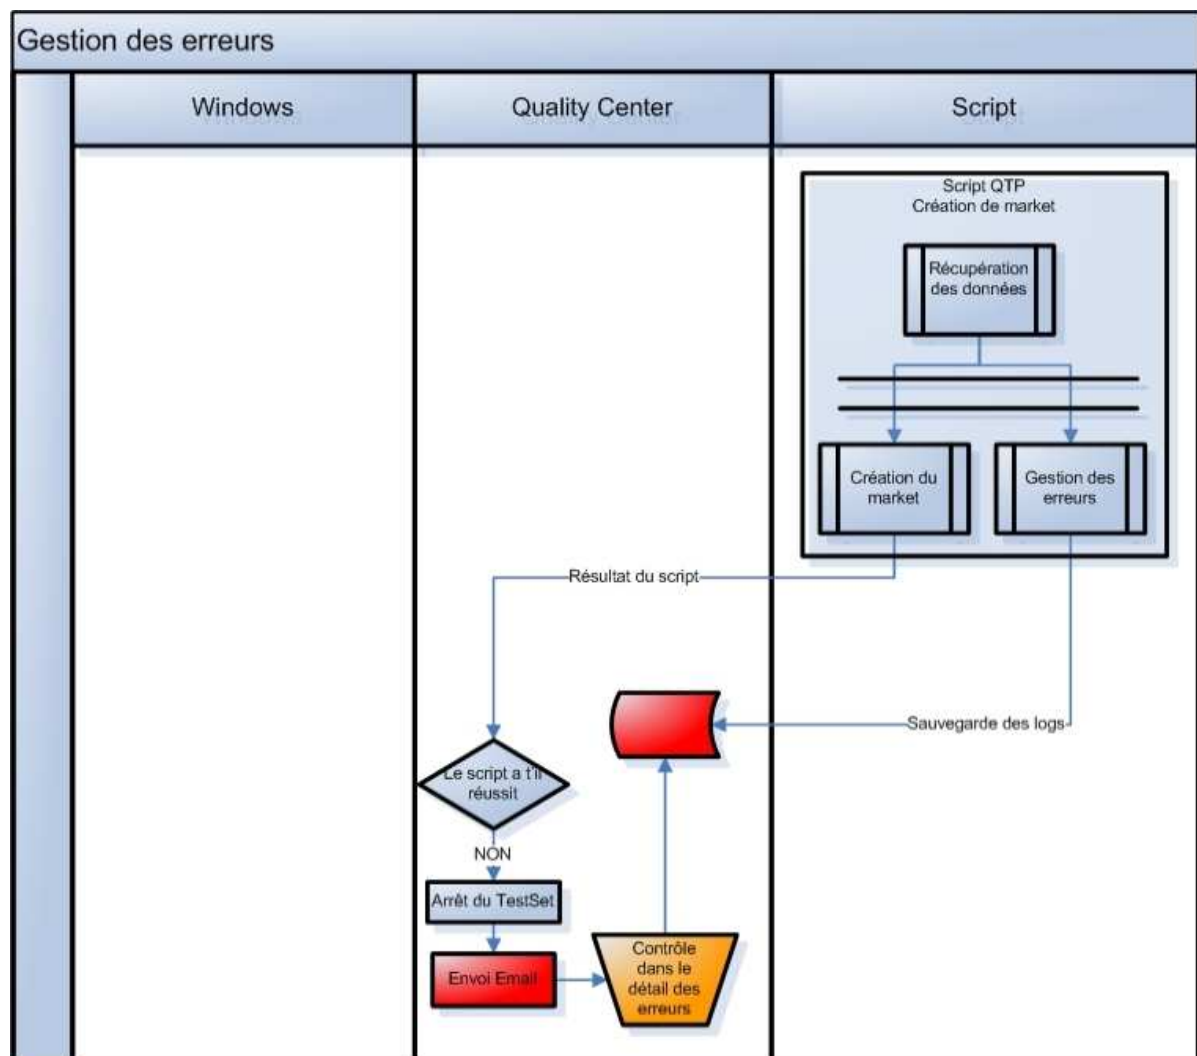 Gestion des erreurs
Windows
Quality Center
Script
Script QTP
Création de market
Récupération
des données
Création du
market
Gestion des
erreurs
Résultat du script
Sauvegarde des logs
Le script a t'il
réussit
NON
Arrêt du TestSet
Envoi Email
Contrôle
dans le
détail des
erreurs